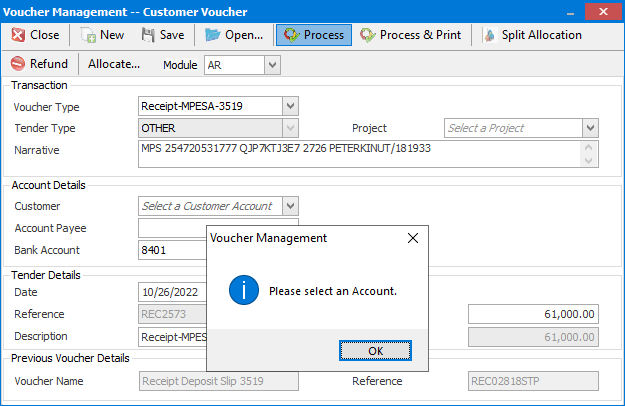 Voucher Management -- Customer Voucher
Close New Save Open... Process Process & Print Split Allocation
Refund Allocate... Module AR
Transaction
Voucher Type Receipt-MPESA-3519
Tender Type OTHER Project Select a Project
Narrative MPS 254720531777 QJP7KTJ3E7 2726 PETERKINUT/181933
Account Details
Customer Select a Customer Account
Account Payee
Bank Account 8401
Voucher Management
Please select an Account.
OK
Tender Details
Date 10/26/2022
Reference REC2573 61,000.00
Description Receipt-MPES 61,000.00
Previous Voucher Details
Voucher Name Receipt Deposit Slip 3519 Reference REC02818STP